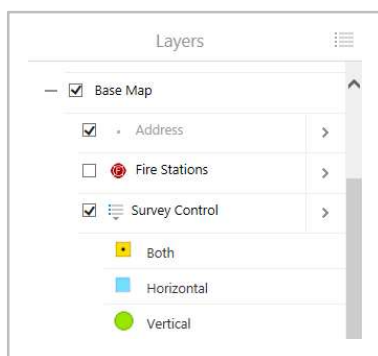 Layers
Base Map
Address
Fire Stations
Survey Control
Both
Horizontal
Vertical